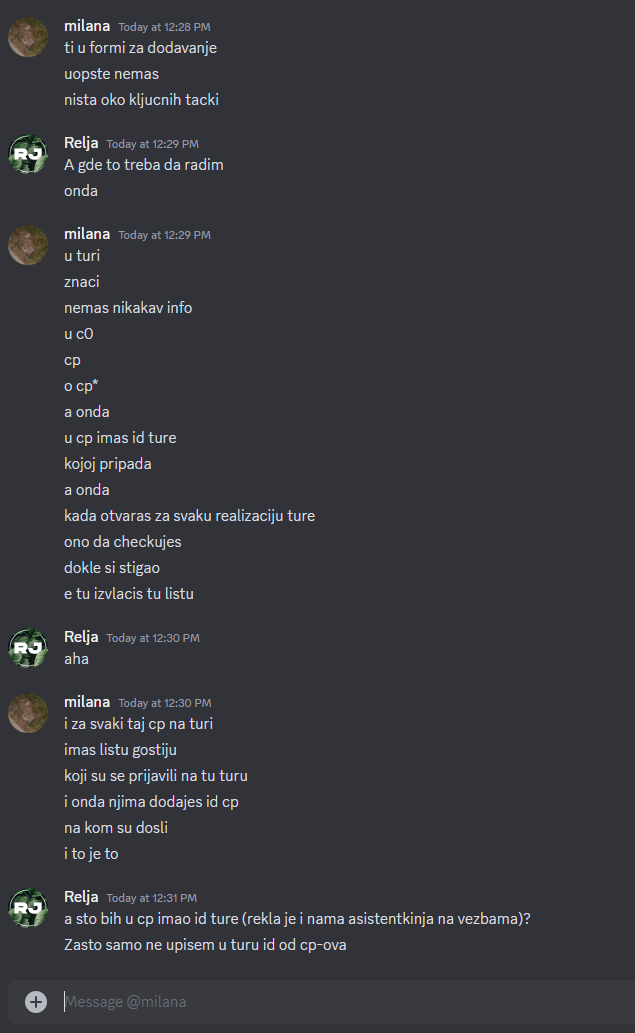 milana Today at 12:28 PM
ti u formi za dodavanje
uopste nemas
nista oko kljucnih tacki
RJ
Relja Today at 12:29 PM
A gde to treba da radim
onda
milana Today at 12:29 PM
u turi
znaci
nemas nikakav info
u c0
cp
o cp*
a onda
u cp imas id ture
kojoj pripada
a onda
kada otvaras za svaku realizaciju ture
ono da checkujes
dokle si stigao
e tu izvlacis tu listu
RJ
Relja Today at 12:30 PM
aha
milana Today at 12:30 PM
i za svaki taj cp na turi
imas listu gostiju
koji su se prijavili na tu turu
i onda njima dodajes id cp
na kom su dosli
i to je to
RJ
Relja Today at 12:31 PM
a sto bih u cp imao id ture (rekla je i nama asistentkinja na vezbama)?
Zasto samo ne upisem u turu id od cp-ova
Message @milana